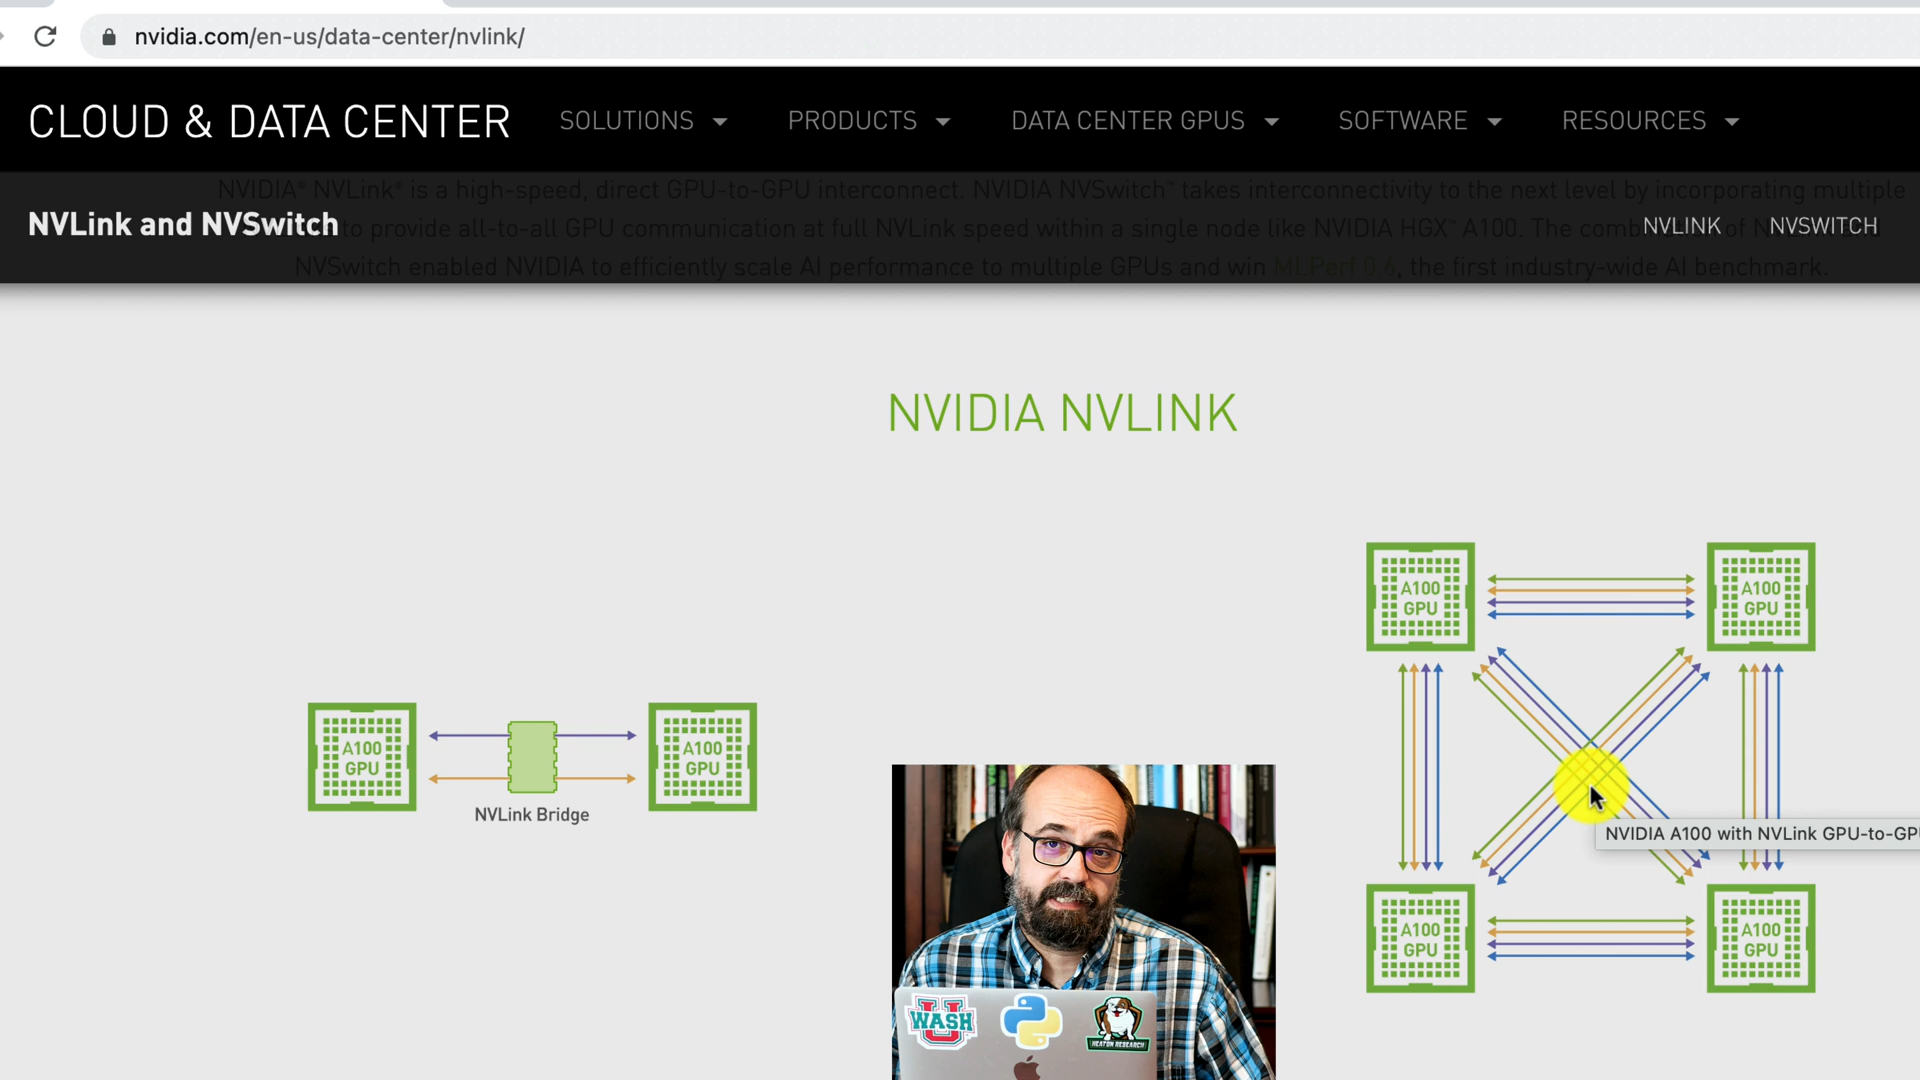 nvidia.com/en-us/data-center/nvlink/
CLOUD & DATA CENTER
SOLUTIONS
PRODUCTS
DATA CENTER GPUS
SOFTWARE
RESOURCES
NVIDIA® NVLink® is a high-speed, direct GPU-to-GPU interconnect. NVIDIA NVSwitch™ takes interconnectivity to the next level by incorporating multiple
NVLink and NVSwitch
to provide all-to-all GPU communication at full NVLink speed within a single node like NVIDIA HGX™ A100. The of
NVLINK
NVSWITCH
NVSwitch enabled NVIDIA to efficiently scale AI performance to multiple GPUs and win MLPerf 0.6, the first industry-wide AI benchmark.
NVIDIA NVLINK
A100
GPU
A100
GPU
A100
GPU
NVLink Bridge
A100
GPU
NVIDIA A100 with NVLink GPU-to-GPU
A100
GPU
A100
GPU
U
WASH
HEATON RESEARCH